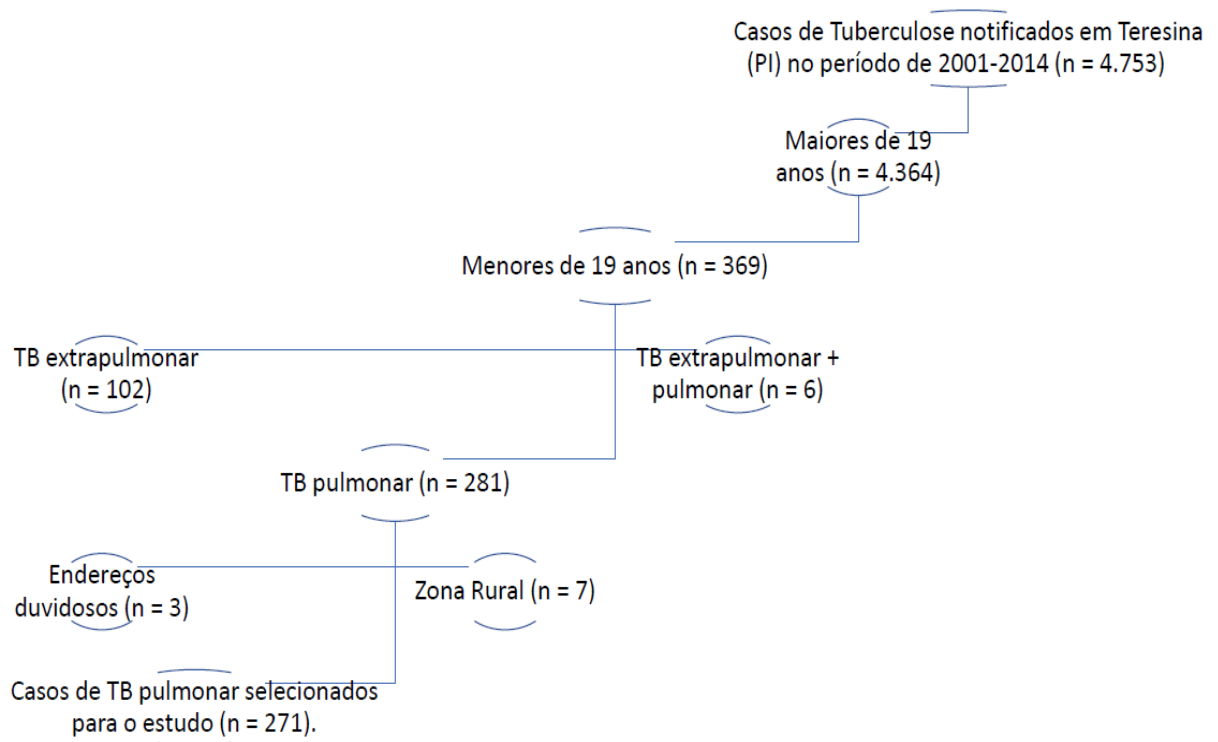 Casos de Tuberculose notificados em Teresina
(PI) no período de 2001-2014 (n = 4.753)
Maiores de 19
anos (n = 4.364)
Menores de 19 anos (n = 369)
TB extrapulmonar
(n = 102)
TB extrapulmonar +
pulmonar (n = 6)
TB pulmonar (n = 281)
Endereços
duvidosos (n = 3)
Zona Rural (n = 7)
Casos de TB pulmonar selecionados
para o estudo (n = 271).